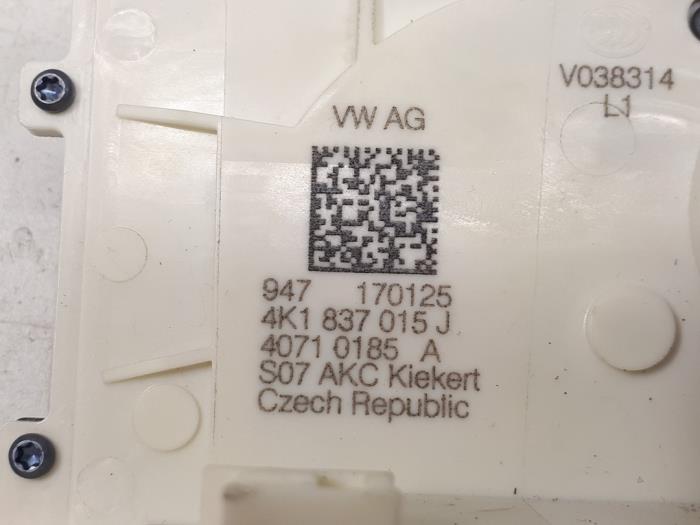 VW AG
V038314
L1
947 170125
4K1 837 015 J
4071 0185 A
S07 AKC Kiekert
Czech Republic